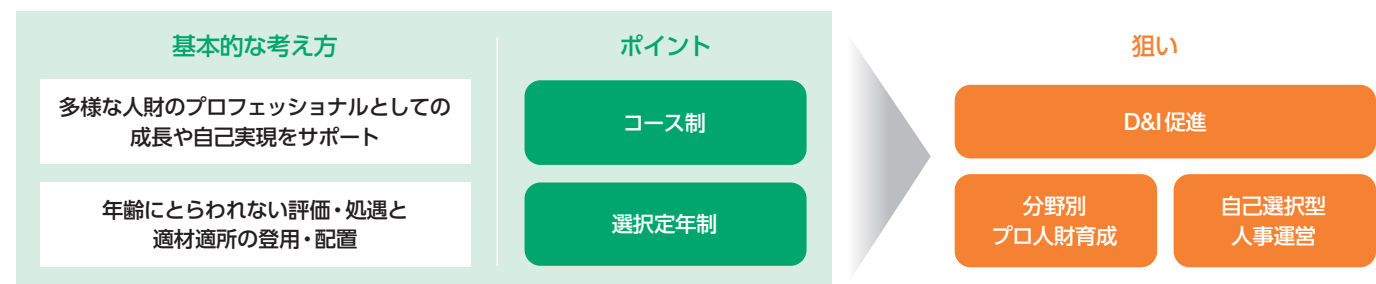 基本的な考え方
多様な人財のプロフェッショナルとしての
成長や自己実現をサポート
年齢にとらわれない評価・処遇と
適材適所の登用・配置
ポイント
コース制
選択定年制
狙い
D&I促進
分野別
プロ人財育成
自己選択型
人事運営